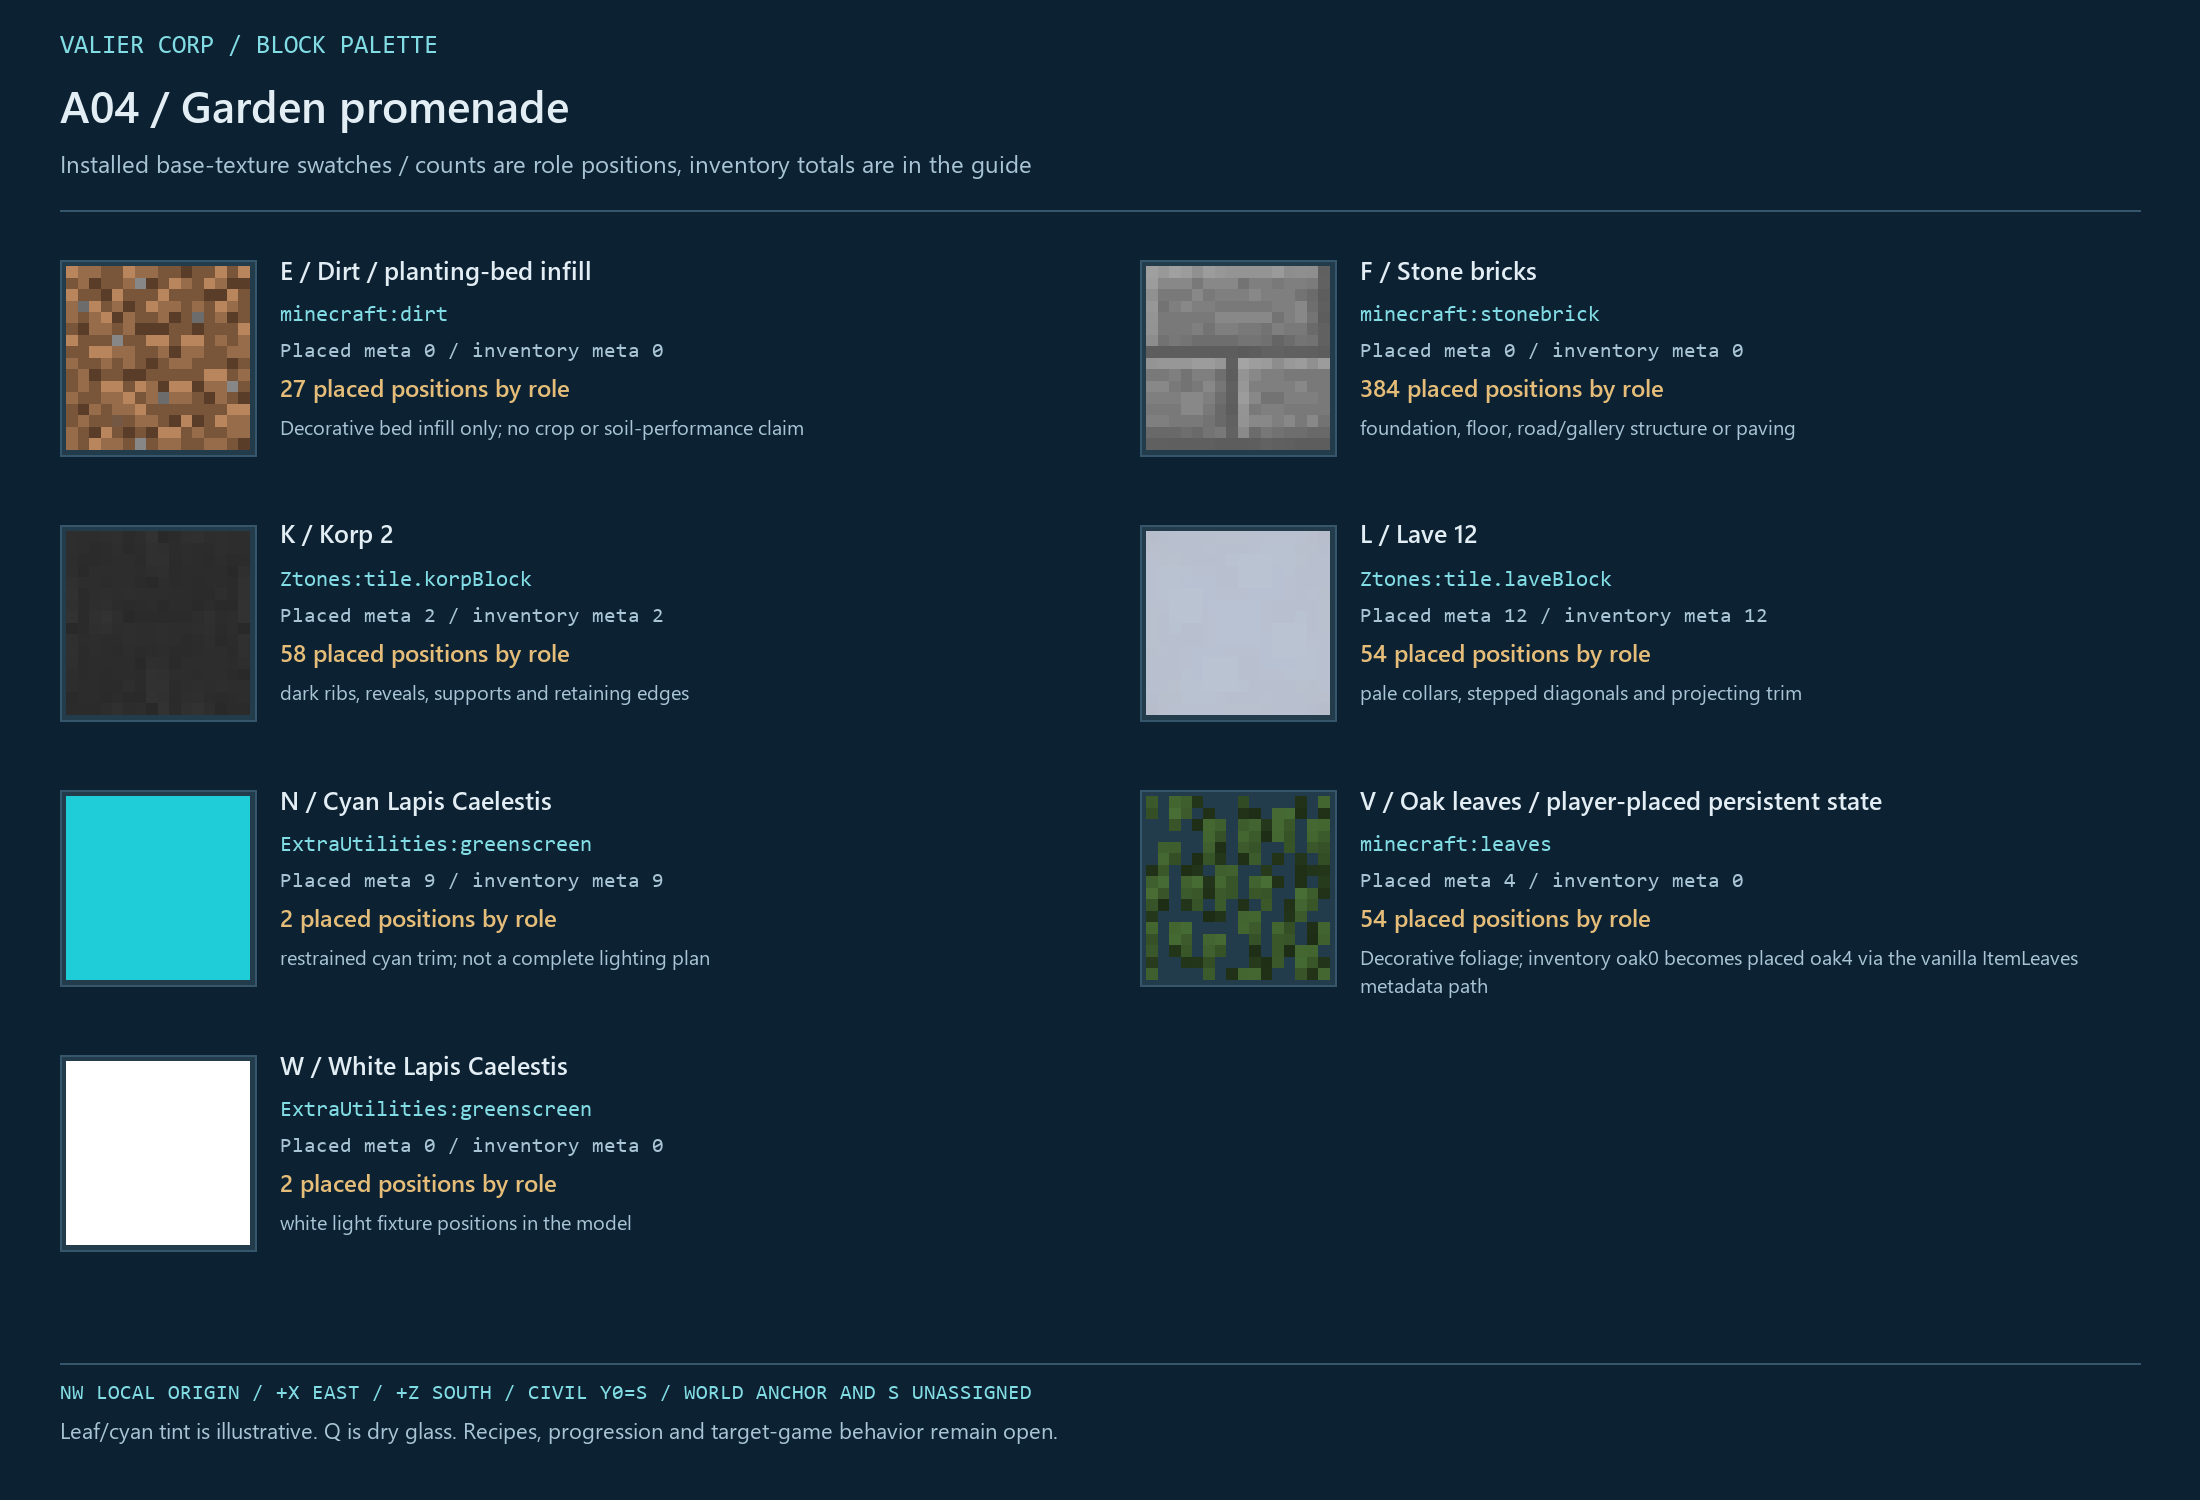 VALIER CORP / BLOCK PALETTE
A04 / Garden promenade
Installed base-texture swatches / counts are role positions, inventory totals are in the guide
E / Dirt / planting-bed infill
minecraft:dirt
Placed meta 0 / inventory meta 0
27 placed positions by role
Decorative bed infill only; no crop or soil-performance claim
F / Stone bricks
minecraft:stonebrick
Placed meta 0 / inventory meta 0
384 placed positions by role
foundation, floor, road/gallery structure or paving
K / Korp 2
Ztones:tile.korpBlock
Placed meta 2 / inventory meta 2
58 placed positions by role
dark ribs, reveals, supports and retaining edges
L / Lave 12
Ztones:tile.laveBlock
Placed meta 12 / inventory meta 12
54 placed positions by role
pale collars, stepped diagonals and projecting trim
N / Cyan Lapis Caelestis
ExtraUtilities:greenscreen
Placed meta 9 / inventory meta 9
2 placed positions by role
restrained cyan trim; not a complete lighting plan
V / Oak leaves / player-placed persistent state
minecraft:leaves
Placed meta 4 / inventory meta 0
54 placed positions by role
Decorative foliage; inventory oak0 becomes placed oak4 via the vanilla ItemLeaves
metadata path
W / White Lapis Caelestis
ExtraUtilities:greenscreen
Placed meta 0 / inventory meta 0
2 placed positions by role
white light fixture positions in the model
NW LOCAL ORIGIN / +X EAST / +Z SOUTH / CIVIL Y0=S / WORLD ANCHOR AND S UNASSIGNED
Leaf/cyan tint is illustrative. Q is dry glass. Recipes, progression and target-game behavior remain open.